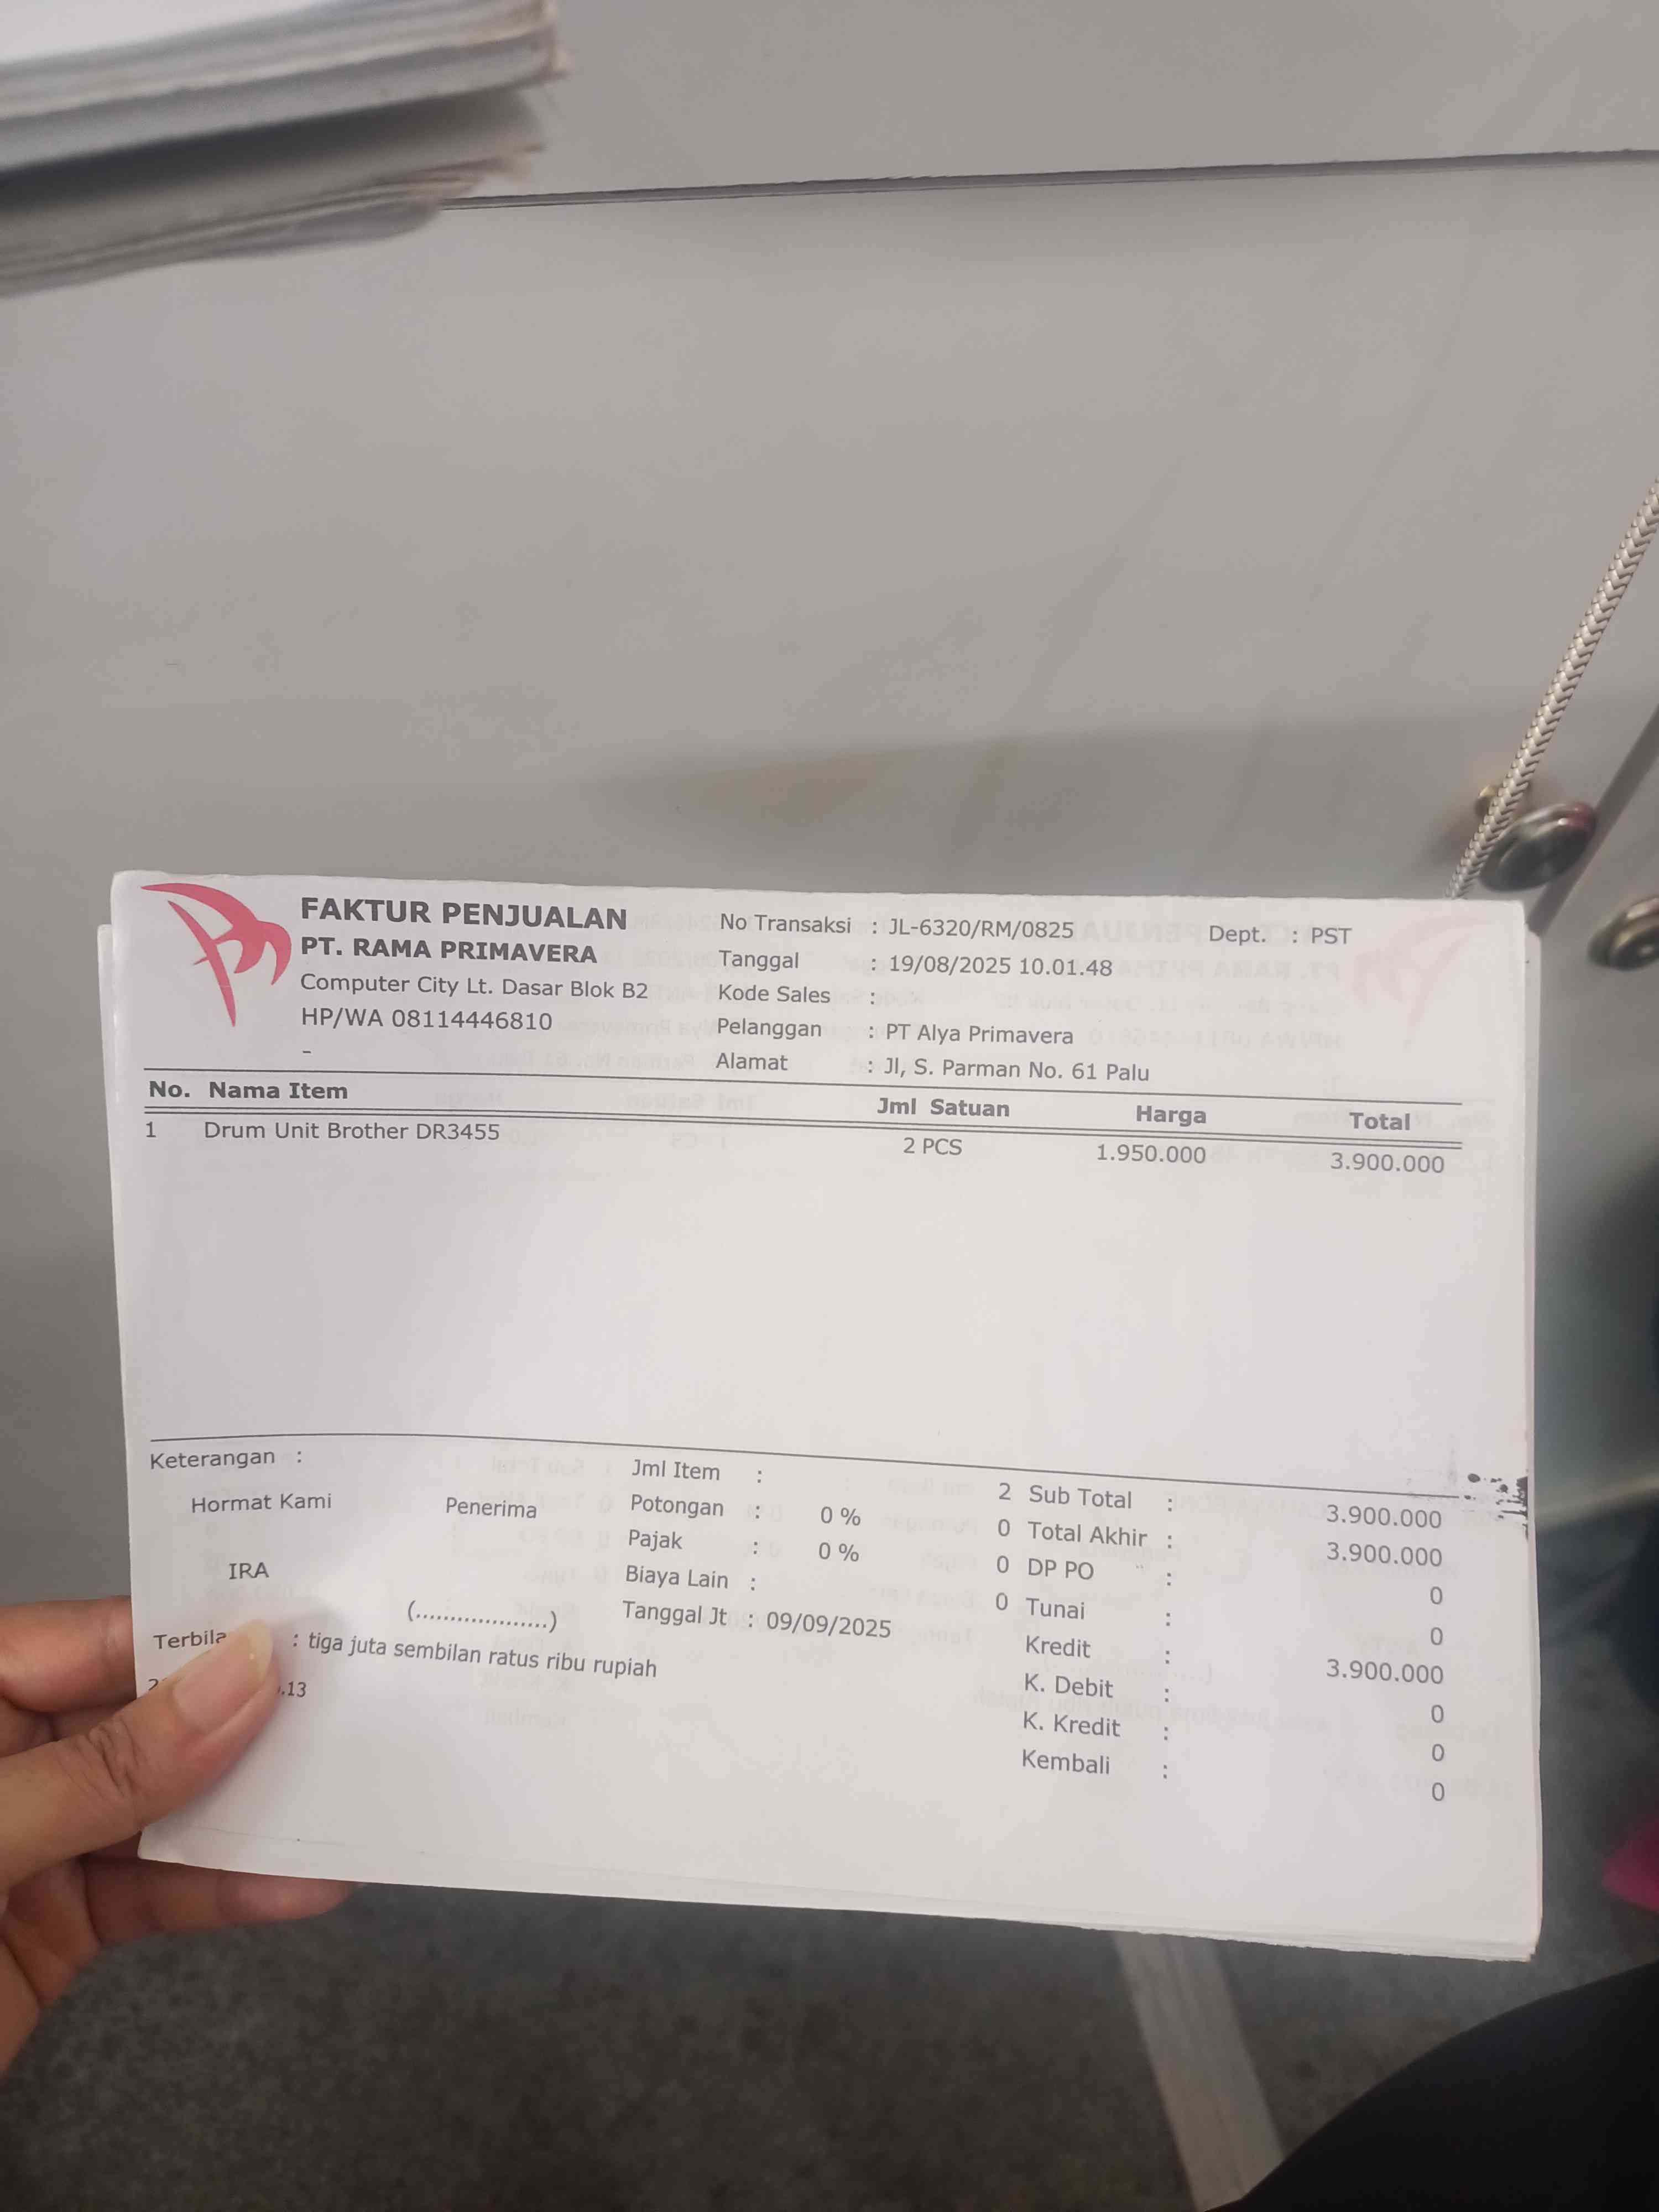 FAKTUR PENJUALAN
PT. RAMA PRIMAVERA
Computer City Lt. Dasar Blok B2
HP/WA 08114446810
-
No Transaksi : JL-6320/RM/0825 Dept. : PST
Tanggal : 19/08/2025 10.01.48
Kode Sales :
Pelanggan : PT Alya Primavera
Alamat : Jl, S. Parman No. 61 Palu
No. Nama Item Jml Satuan Harga Total
1 Drum Unit Brother DR3455 2 PCS 1.950.000 3.900.000
Keterangan :
Hormat Kami Penerima
IRA
(...................)
Jml Item : 2
Potongan : 0 % 0
Pajak : 0 % 0
Biaya Lain : 0
Tanggal Jt : 09/09/2025
Sub Total : 3.900.000
Total Akhir : 3.900.000
DP PO : 0
Tunai : 0
Kredit : 3.900.000
K. Debit : 0
K. Kredit : 0
Kembali : 0
: tiga juta sembilan ratus ribu rupiah
.13